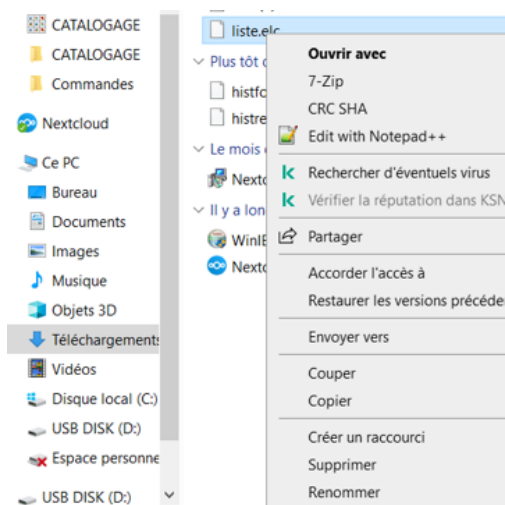 CATALOGAGE
CATALOGAGE
Commandes
Nextcloud
Ce PC
Bureau
Documents
Images
Musique
Objets 3D
Téléchargements
Vidéos
Disque local (C:)
USB DISK (D:)
Espace personne
USB DISK (D:)
liste.elc
Plus tôt
histfo
histre
Le mois
Nextc
Il y a lon
WinIE
Nextc
Ouvrir avec
7-Zip
CRC SHA
Edit with Notepad++
Rechercher d'éventuels virus
Vérifier la réputation dans KSN
Partager
Accorder l'accès à
Restaurer les versions précéde
Envoyer vers
Couper
Copier
Créer un raccourci
Supprimer
Renommer